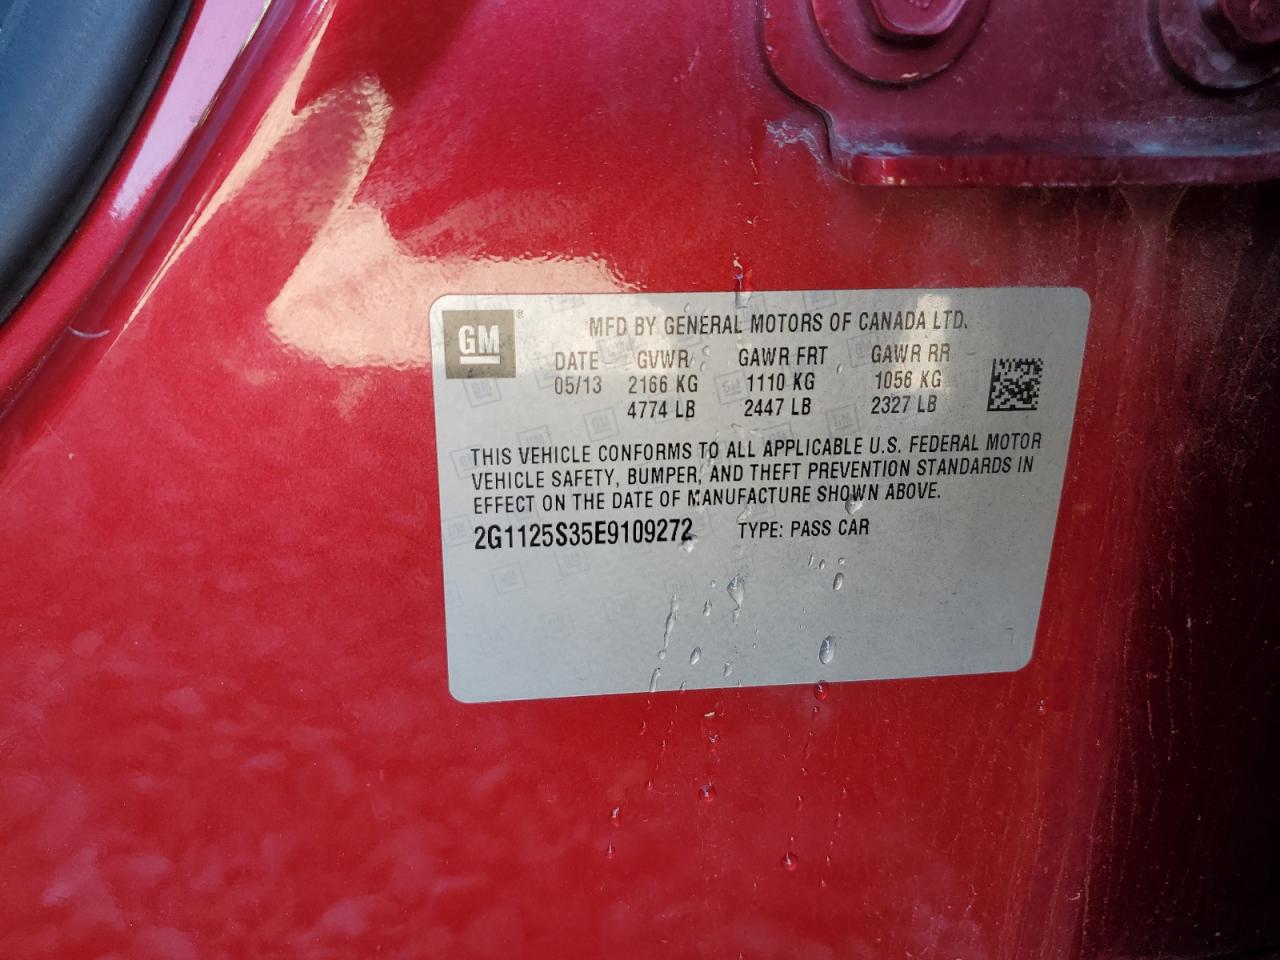 GM ®
MFD BY GENERAL MOTORS OF CANADA LTD.
DATE GVWR GAWR FRT GAWR RR
05/13 2166 KG 1110 KG 1056 KG
4774 LB 2447 LB 2327 LB
THIS VEHICLE CONFORMS TO ALL APPLICABLE U.S. FEDERAL MOTOR
VEHICLE SAFETY, BUMPER, AND THEFT PREVENTION STANDARDS IN
EFFECT ON THE DATE OF MANUFACTURE SHOWN ABOVE.
2G1125S35E9109272 TYPE: PASS CAR